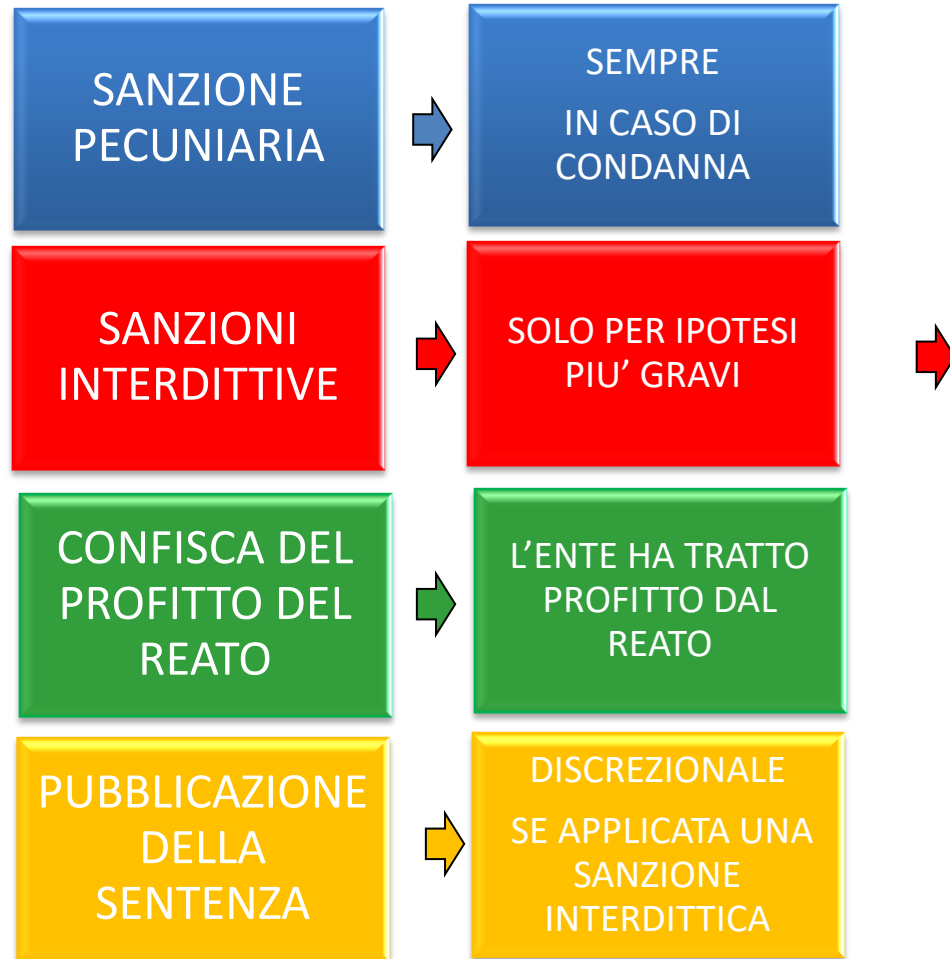 SANZIONE
PECUNIARIA
SEMPRE
IN CASO DI
CONDANNA
SANZIONI
INTERDITTIVE
SOLO PER IPOTESI
PIU’ GRAVI
CONFISCA DEL
PROFITTO DEL
REATO
L’ENTE HA TRATTO
PROFITTO DAL
REATO
PUBBLICAZIONE
DELLA
SENTENZA
DISCREZIONALE
SE APPLICATA UNA
SANZIONE
INTERDITTICA